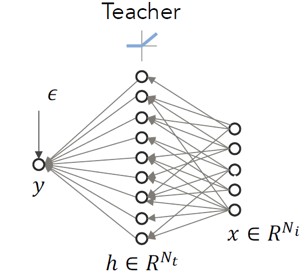 Teacher
ϵ
y
x ∈ R^{N_i}
h ∈ R^{N_t}